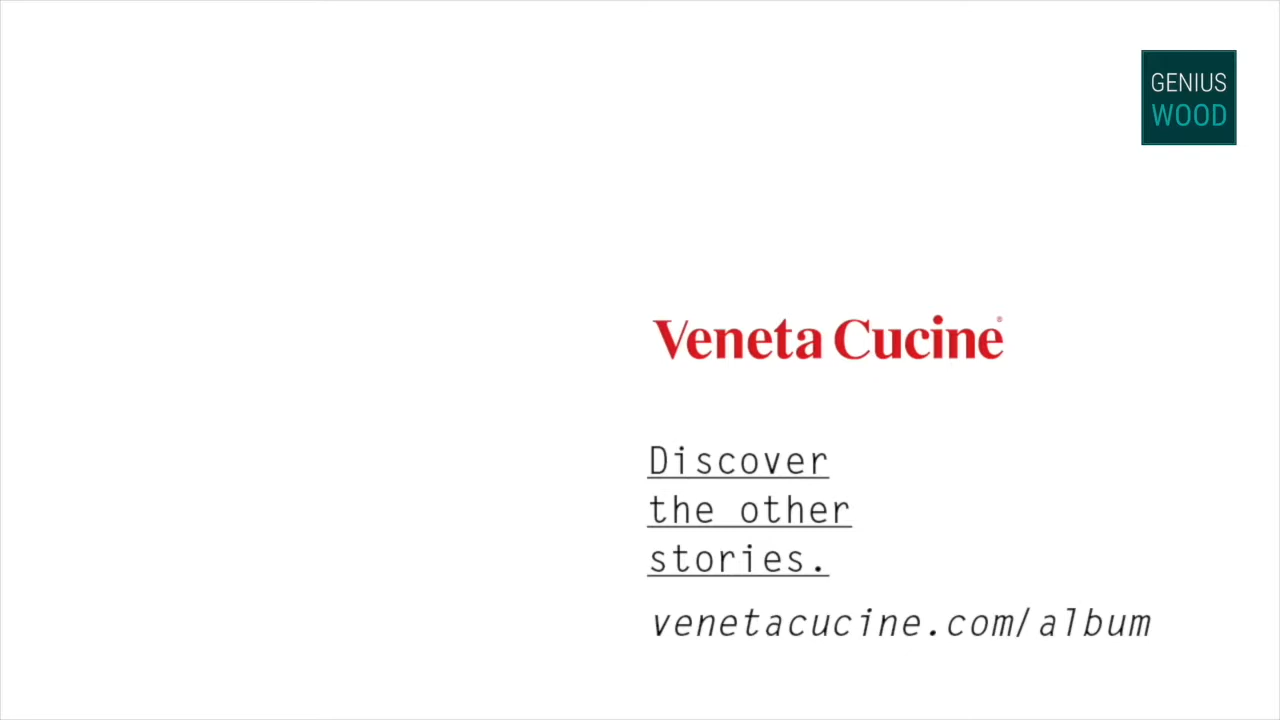 GENIUS
WOOD
Veneta Cucine®
Discover
the other
stories.
venetacucine.com/album